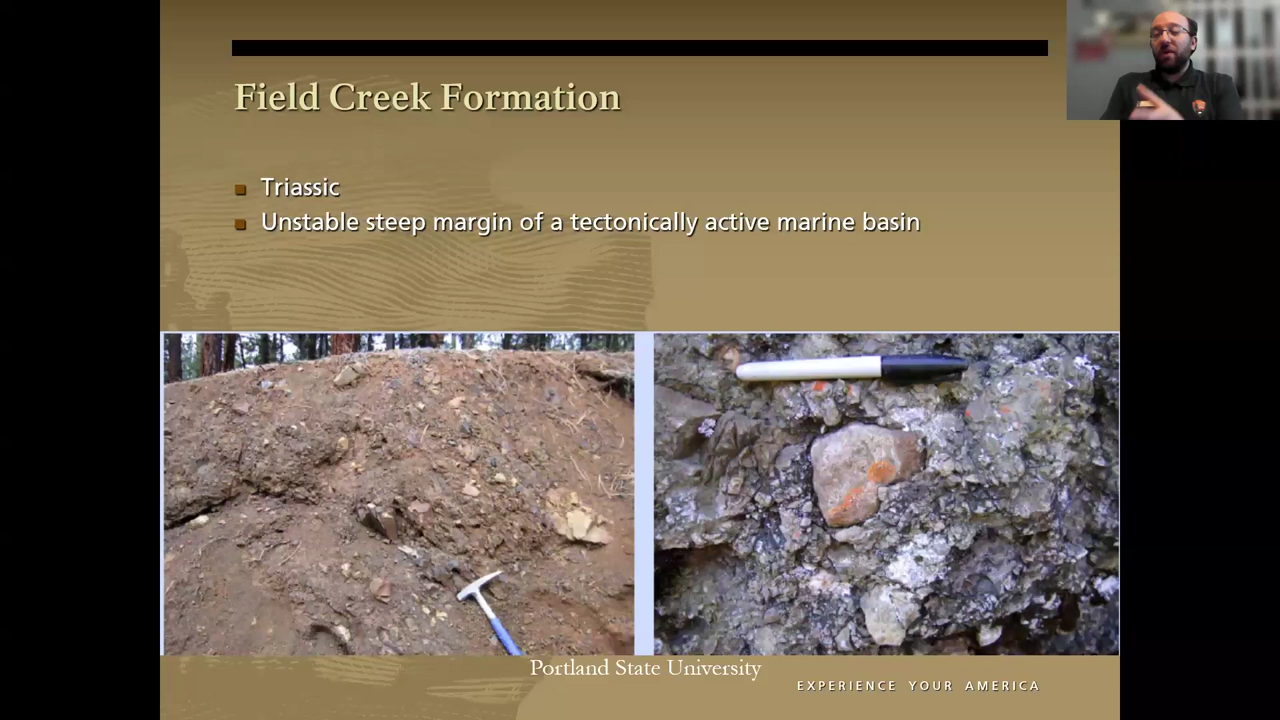 Field Creek Formation
Triassic
Unstable steep margin of a tectonically active marine basin
Portland State University
EXPERIENCE YOUR AMERICA